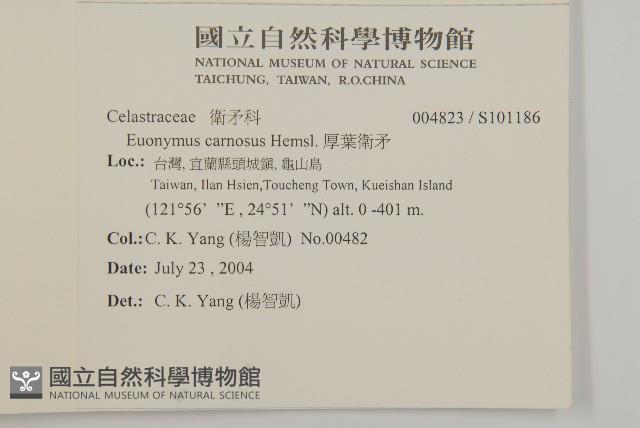 國立自然科學博物館
NATIONAL MUSEUM OF NATURAL SCIENCE
TAICHUNG, TAIWAN, R.O.CHINA
Celastraceae 衛矛科 004823 / S101186
Euonymus carnosus Hemsl. 厚葉衛矛
Loc.: 台灣, 宜蘭縣頭城鎭, 龜山島
Taiwan, Ilan Hsien,Toucheng Town, Kueishan Island
(121°56’ ”E , 24°51’ ”N) alt. 0 -401 m.
Col.: C. K. Yang (楊智凱) No.00482
Date: July 23 , 2004
Det.: C. K. Yang (楊智凱)
國立自然科學博物館
NATIONAL MUSEUM OF NATURAL SCIENCE